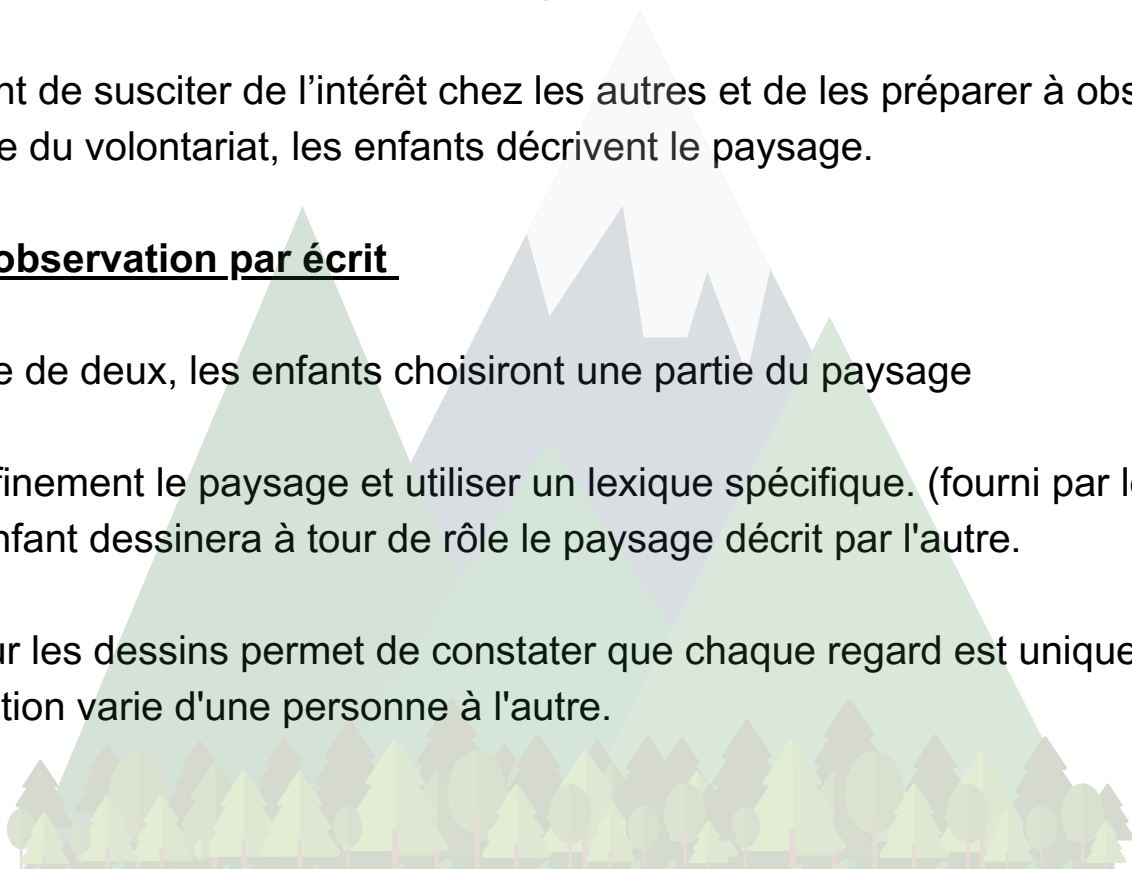 nt de susciter de l’intérêt chez les autres et de les préparer à obs
e du volontariat, les enfants décrivent le paysage.
observation par écrit
e de deux, les enfants choisiront une partie du paysage
finement le paysage et utiliser un lexique spécifique. (fourni par le
nfant dessinera à tour de rôle le paysage décrit par l'autre.
ur les dessins permet de constater que chaque regard est unique
tion varie d'une personne à l'autre.